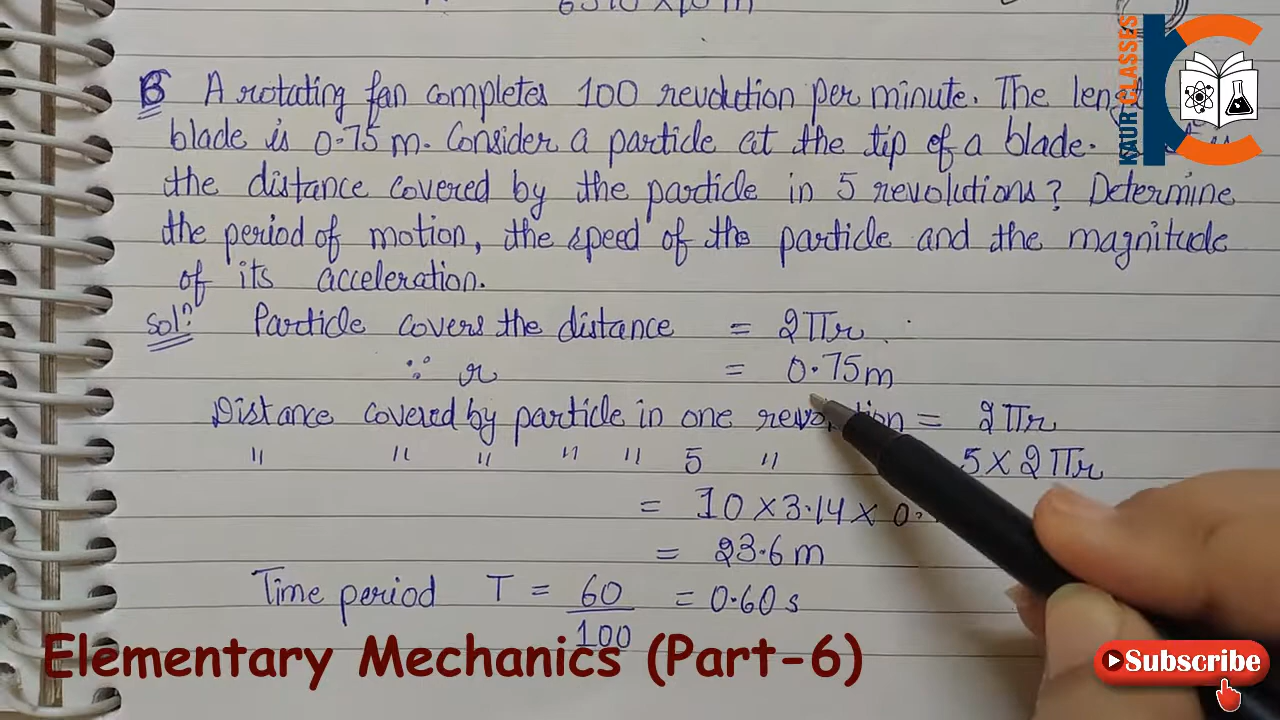 B A rotating fan completes 100 revolution per minute. The
blade is 0.75 m. Consider a particle at the tip of a blade.
the distance covered by the particle in 5 revolutions? Determine
the period of motion, the speed of the particle and the magnitude
of its acceleration.
Solⁿ: Particle covers the distance = 2πr
∵ r = 0.75m
Distance covered by particle in one = 2πr
" " " " " 5 " 5×2πr
= 10×3.14×
= 23.6m
Time period T = 60/100 = 0.60 s
Elementary Mechanics (Part-6)
KAUR CLASSES
Subscribe